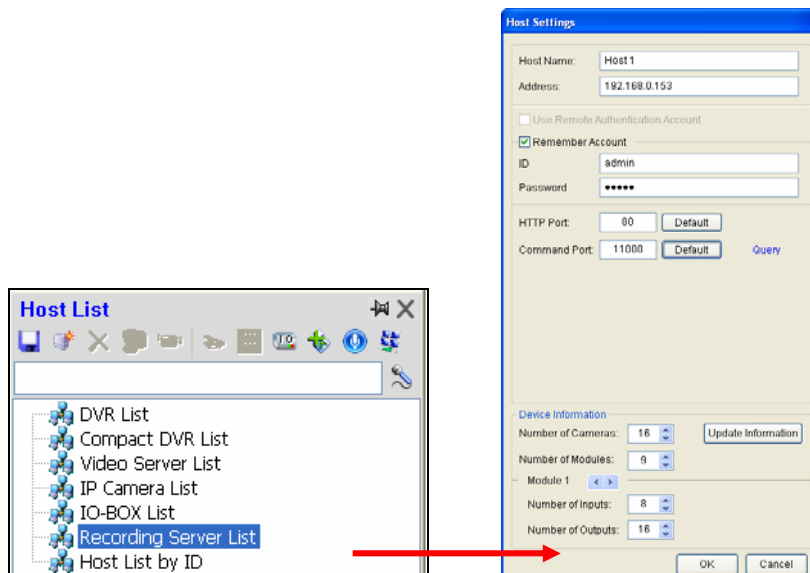 Host Settings
Host Name: Host 1
Address: 192.168.0.153
Use Remote Authentication Account
Remember Account
ID admin
Password •••••
HTTP Port: 80 Default
Command Port: 11000 Default Query
Device Information
Number of Cameras: 16 Update Information
Number of Modules: 9
Module 1
Number of Inputs: 8
Number of Outputs: 16
OK Cancel
Host List
DVR List
Compact DVR List
Video Server List
IP Camera List
IO-BOX List
Recording Server List
Host List by ID